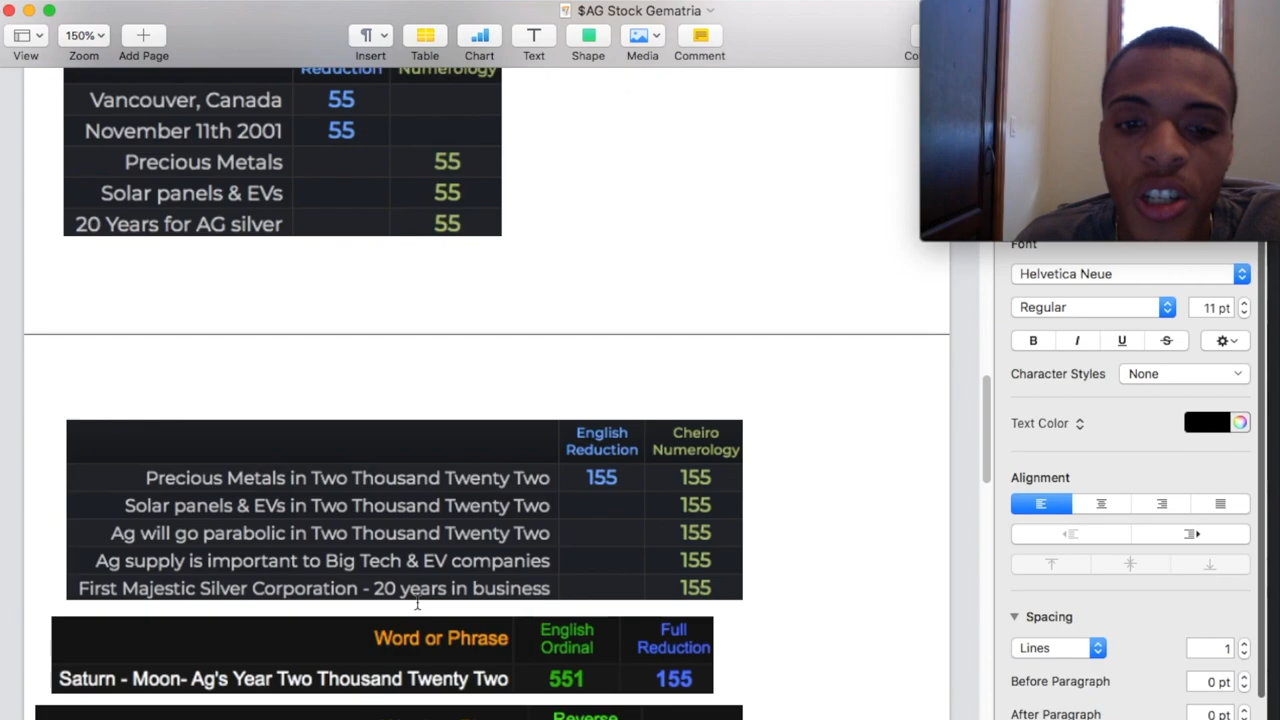 $AG Stock Gematria
150%
View
Zoom
Add Page
Insert
Table
Chart
Text
Shape
Media
Comment
Reduction
Numerology
Vancouver, Canada 55
November 11th 2001 55
Precious Metals 55
Solar panels & EVs 55
20 Years for AG silver 55
English Reduction
Cheiro Numerology
Precious Metals in Two Thousand Twenty Two 155 155
Solar panels & EVs in Two Thousand Twenty Two 155
Ag will go parabolic in Two Thousand Twenty Two 155
Ag supply is important to Big Tech & EV companies 155
First Majestic Silver Corporation - 20 years in business 155
Word or Phrase
English Ordinal
Full Reduction
Saturn - Moon- Ag's Year Two Thousand Twenty Two 551 155
Reverse
Font
Helvetica Neue
Regular
11 pt
B I U S
Character Styles
None
Text Color
Alignment
Spacing
Lines
1
Before Paragraph
0 pt
After Paragraph
0 pt